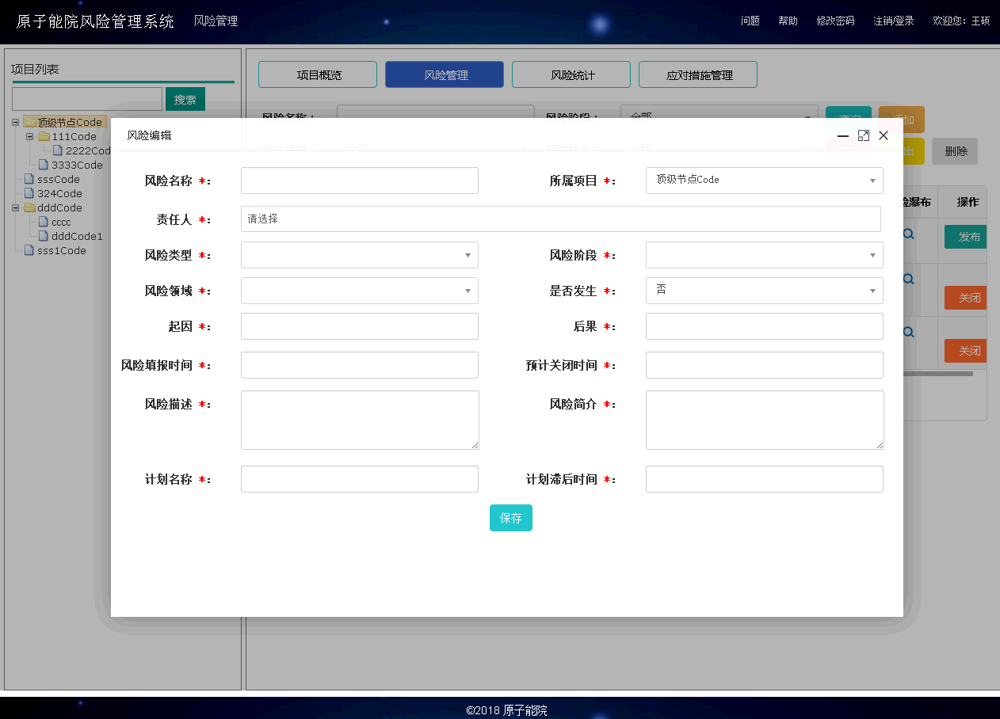 原子能院风险管理系统 风险管理 问题 帮助 修改密码 注销/登录 欢迎您：王硕
项目列表
搜索
顶级节点Code
111Code
2222Cod
3333Code
sssCode
324Code
dddCode
cccc
dddCode1
sss1Code
项目概览 风险管理 风险统计 应对措施管理
风险名称： 风险阶段： 全部 查询 添加
出 删除
险瀑布 操作
发布
关闭
关闭
风险编辑
风险名称 *： 所属项目 *： 顶级节点Code
责任人 *： 请选择
风险类型 *： 风险阶段 *：
风险领域 *： 是否发生 *： 否
起因 *： 后果 *：
风险填报时间 *： 预计关闭时间 *：
风险描述 *： 风险简介 *：
计划名称 *： 计划滞后时间 *：
保存
©2018 原子能院